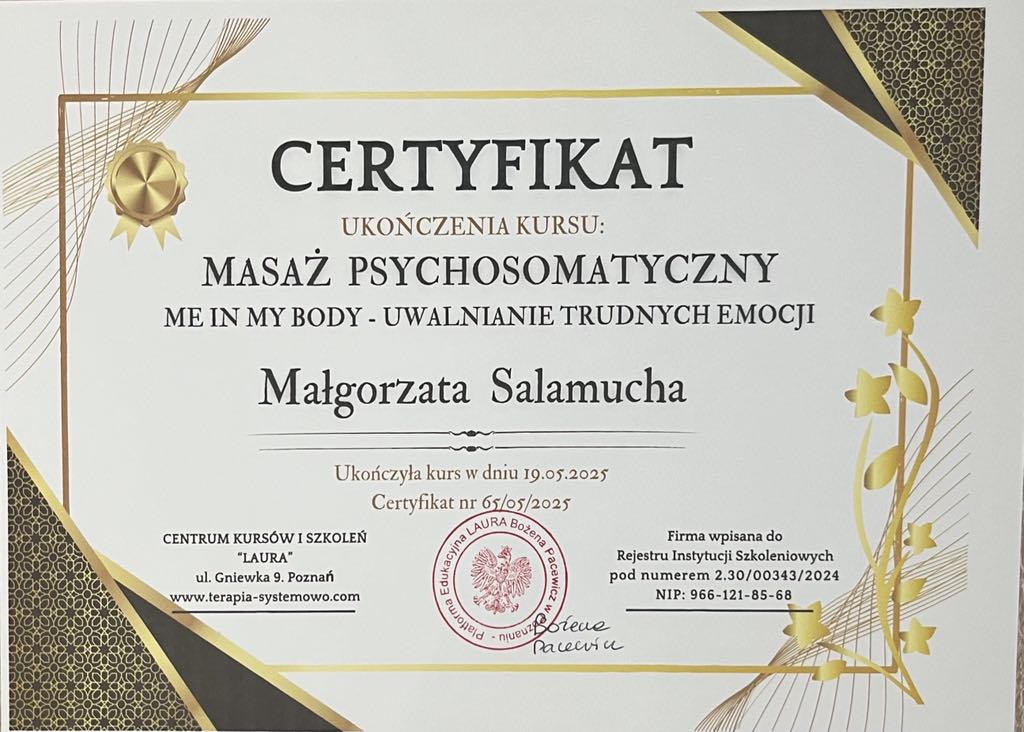 CERTYFIKAT
UKOŃCZENIA KURSU:
MASAŻ PSYCHOSOMATYCZNY
ME IN MY BODY - UWALNIANIE TRUDNYCH EMOCJI
Małgorzata Salamucha
Ukończyła kurs w dniu 19.05.2025
Certyfikat nr 65/05/2025
CENTRUM KURSÓW I SZKOLEŃ
"LAURA"
ul. Gniewka 9. Poznań
www.terapia-systemowo.com
Platforma Edukacyjna LAURA Bożena Pacewicz w Poznaniu -
Bożena
Pacewicz
Firma wpisana do
Rejestru Instytucji Szkoleniowych
pod numerem 2.30/00343/2024
NIP: 966-121-85-68